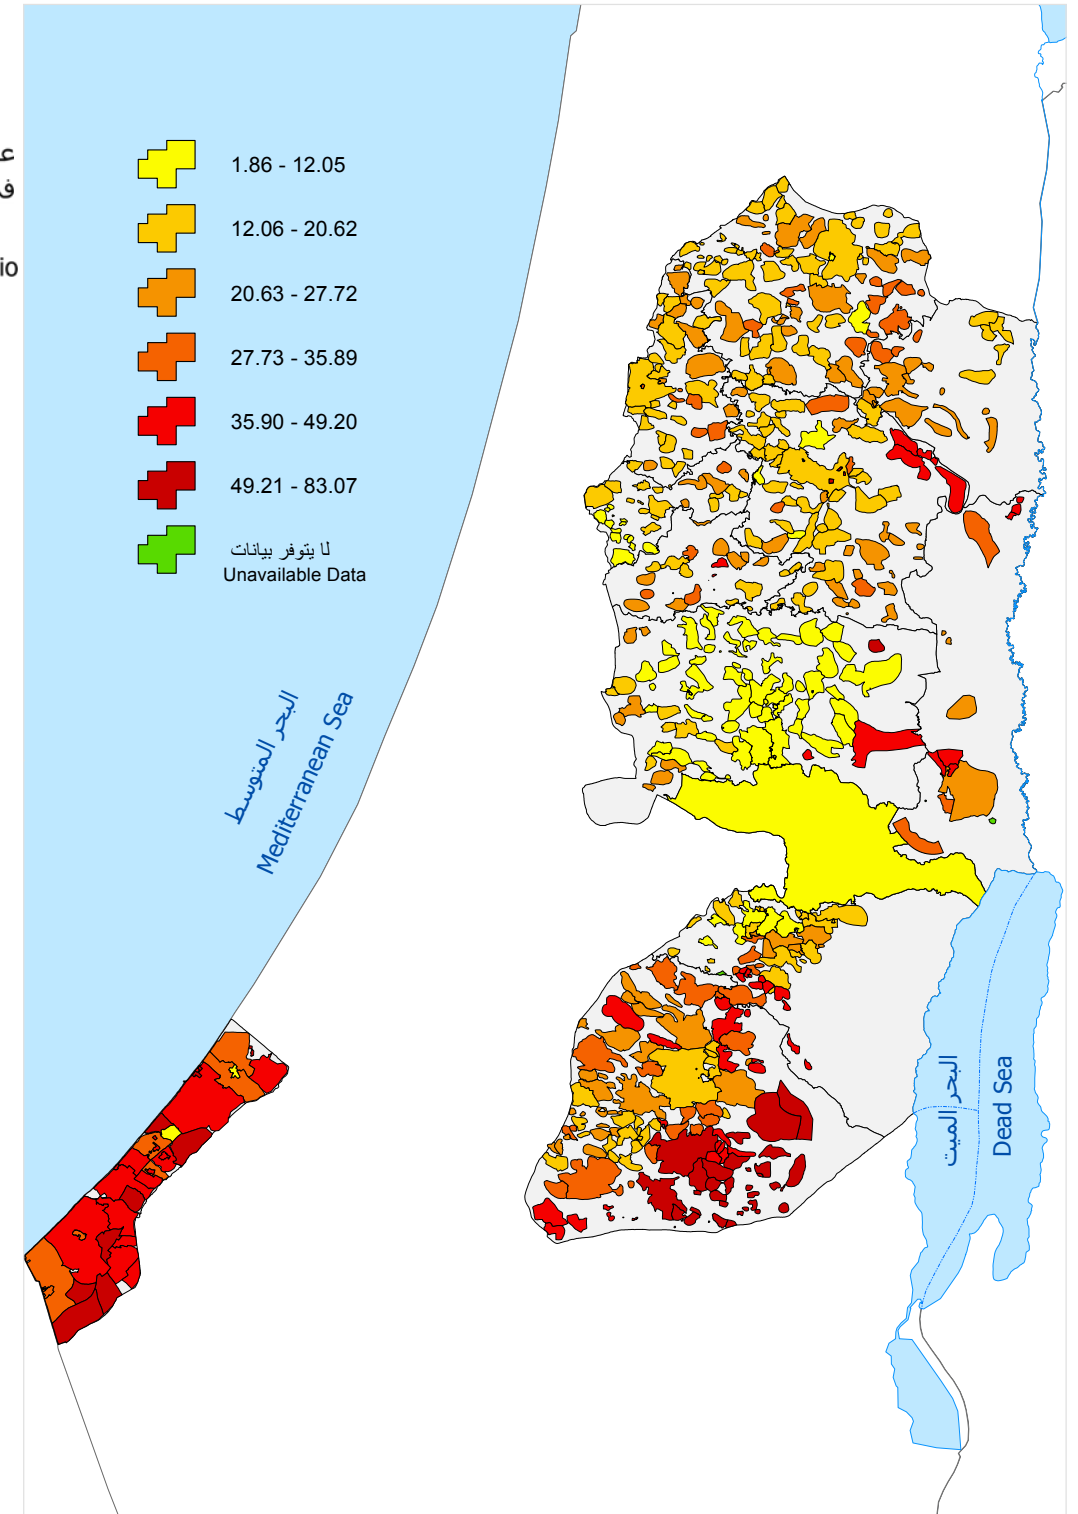 1.86 - 12.05
12.06 - 20.62
20.63 - 27.72
27.73 - 35.89
35.90 - 49.20
49.21 - 83.07
لا يتوفر بيانات
Unavailable Data
البحر المتوسط
Mediterranean Sea
البحر الميت
Dead Sea